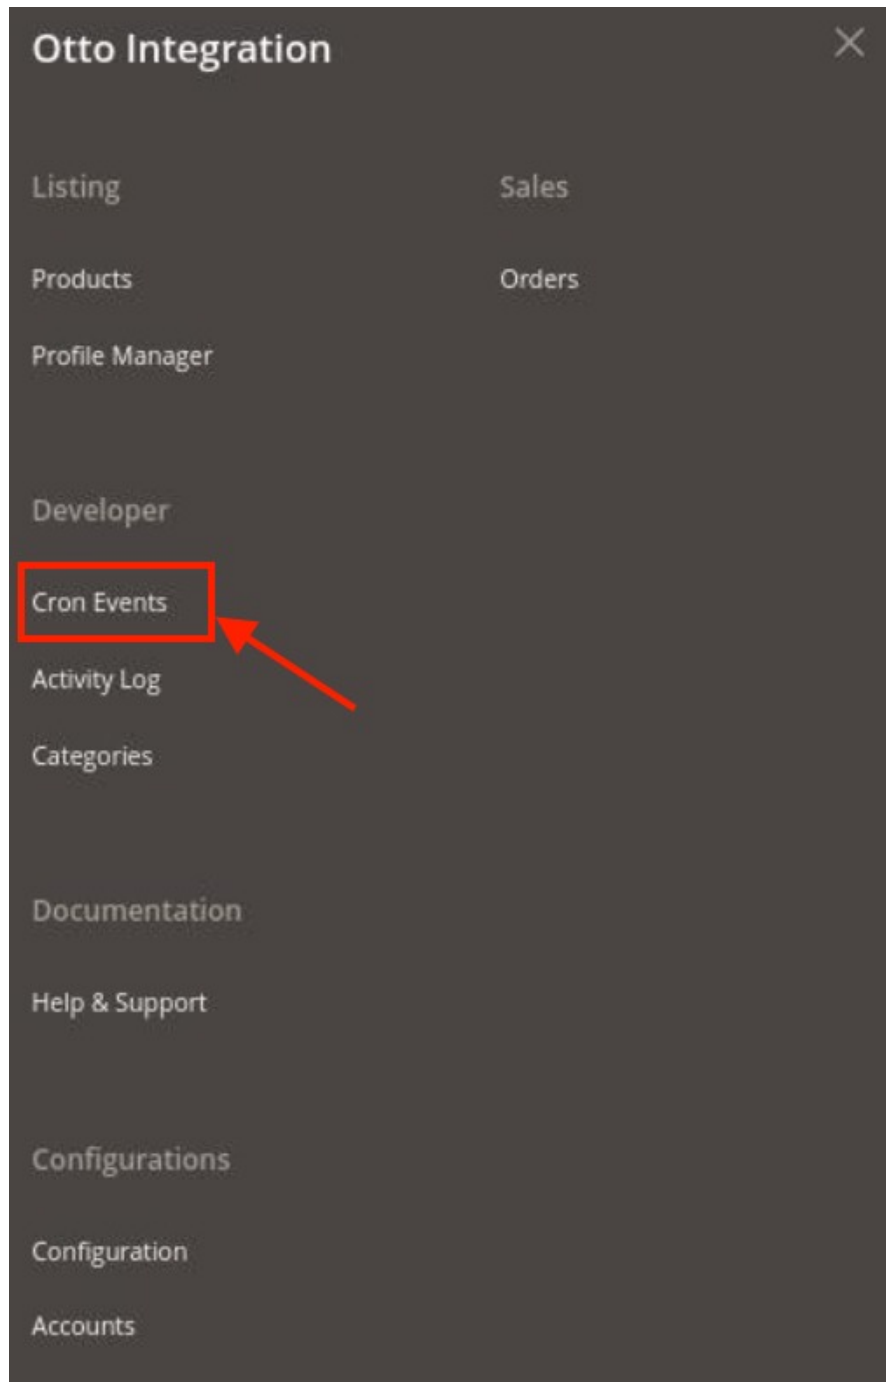 Otto Integration
Listing
Products
Profile Manager
Sales
Orders
Developer
Cron Events
Activity Log
Categories
Documentation
Help & Support
Configurations
Configuration
Accounts